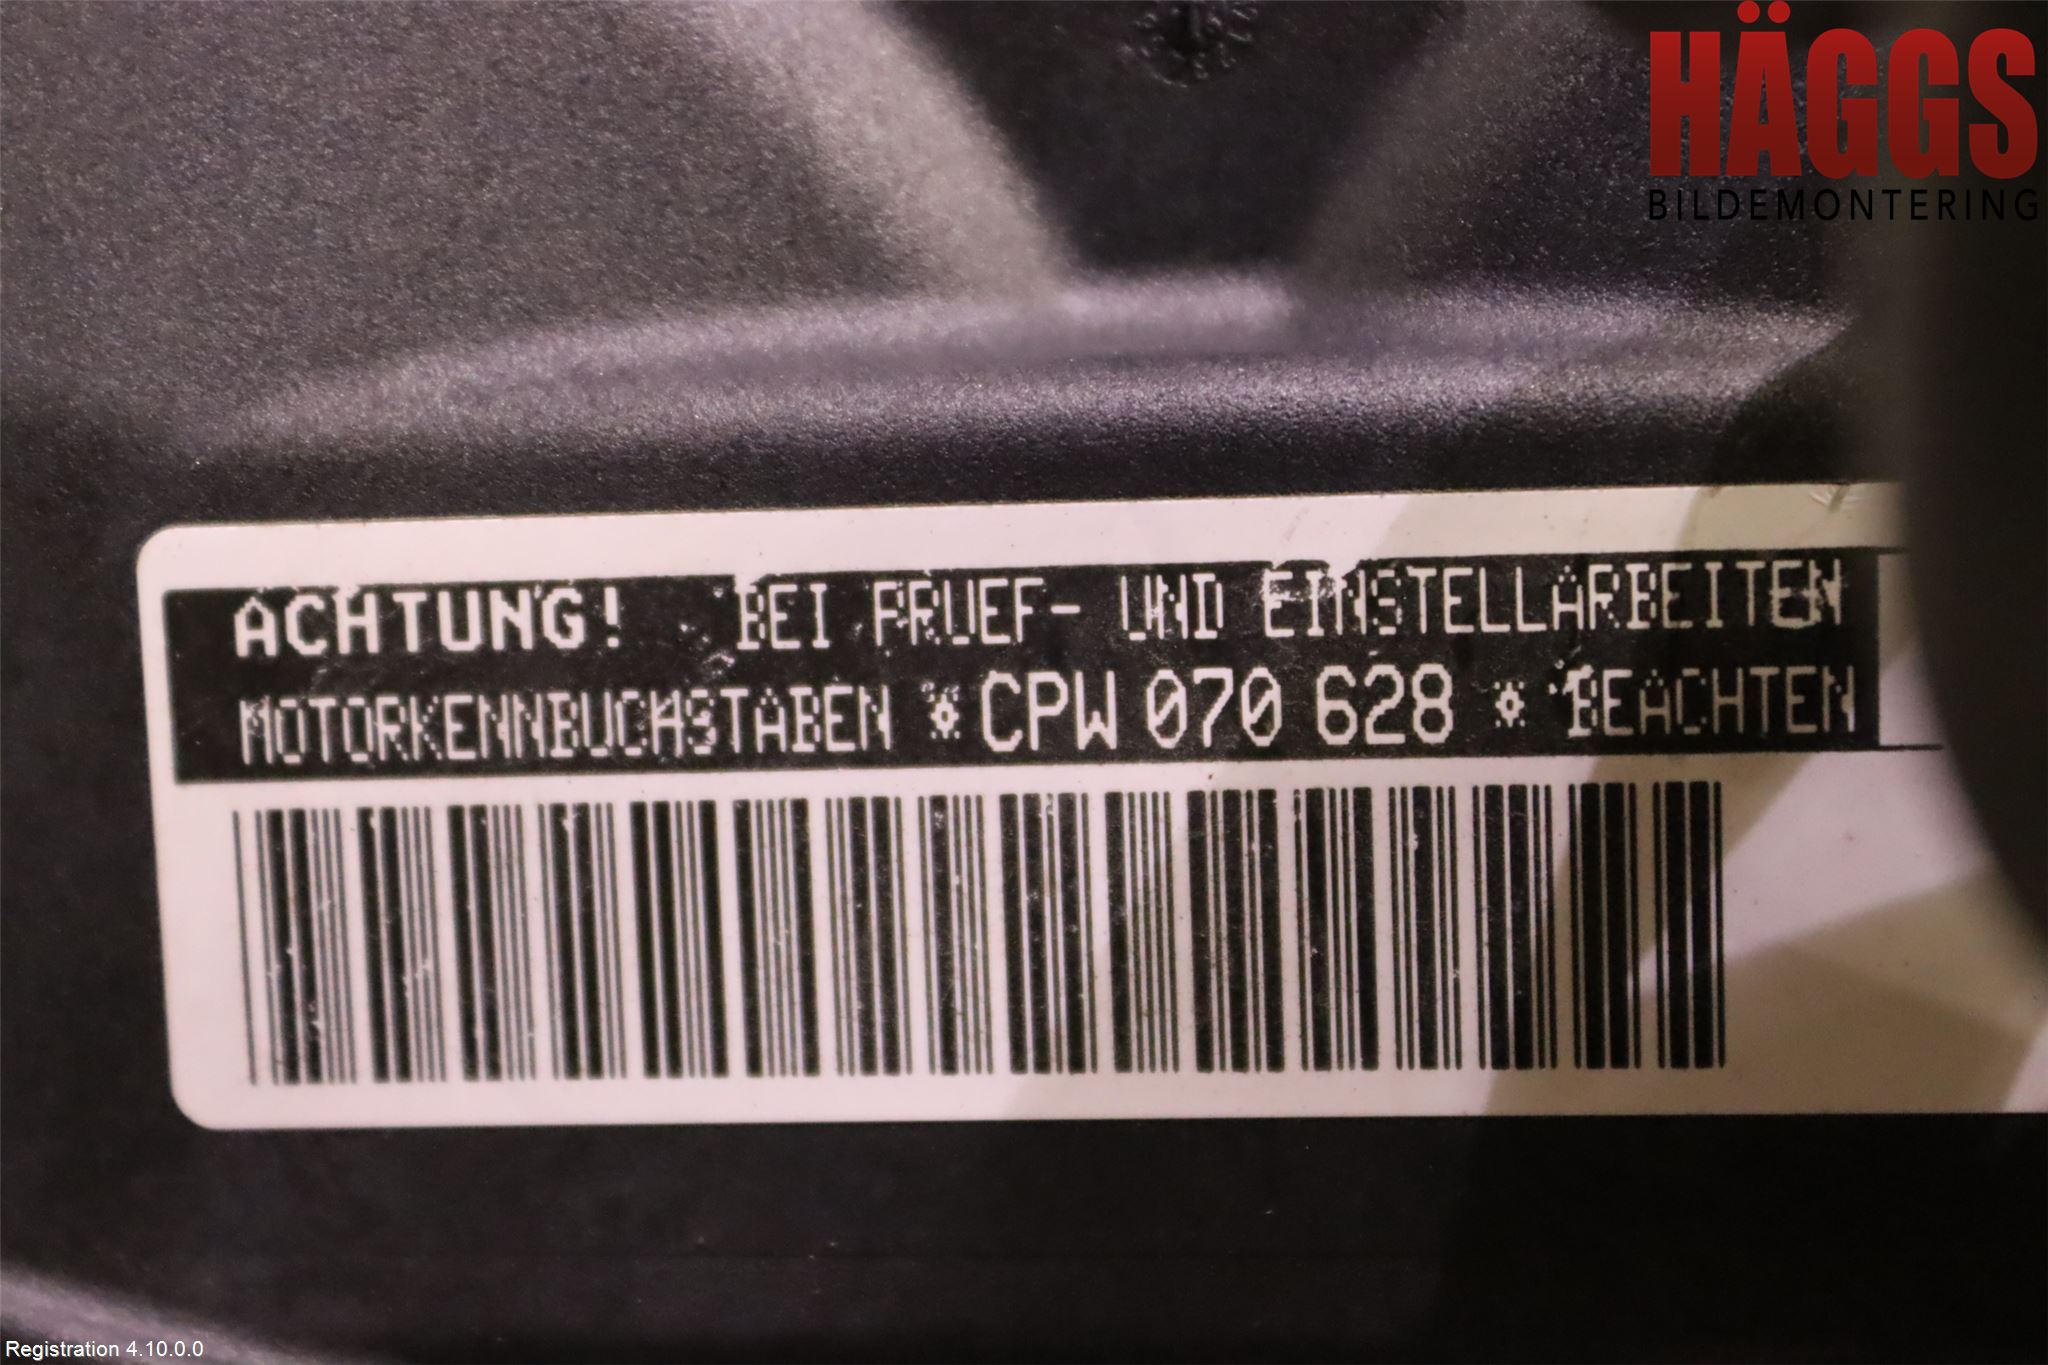 HÄGGS
BILDEMONTERING
ACHTUNG! BEI PRUEF- UND EINSTELLARBEITEN
MOTORKENNBUCHSTABEN *CPW 070 628 * BEACHTEN
Registration 4.10.0.0